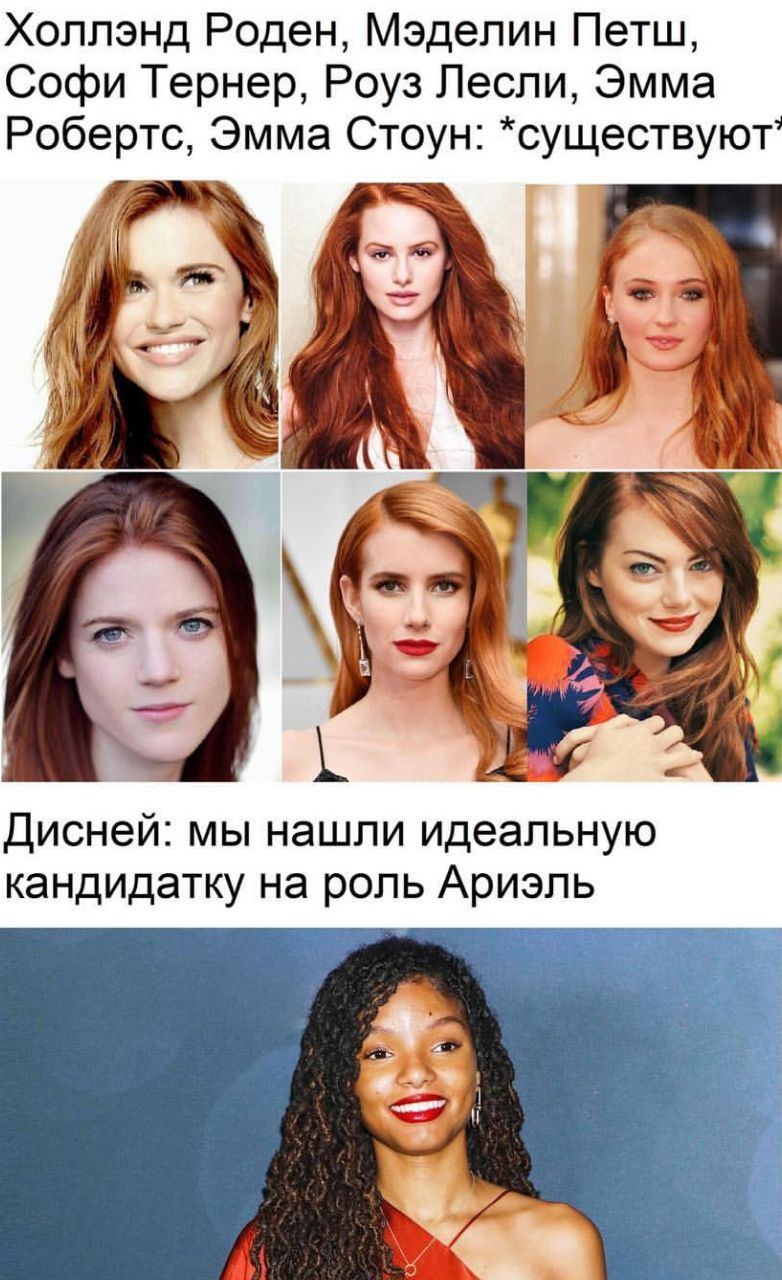 Холлэнд Роден, Мэделин Петш,
Софи Тернер, Роуз Лесли, Эмма
Робертс, Эмма Стоун: *существуют*
Дисней: мы нашли идеальную
кандидатку на роль Ариэль